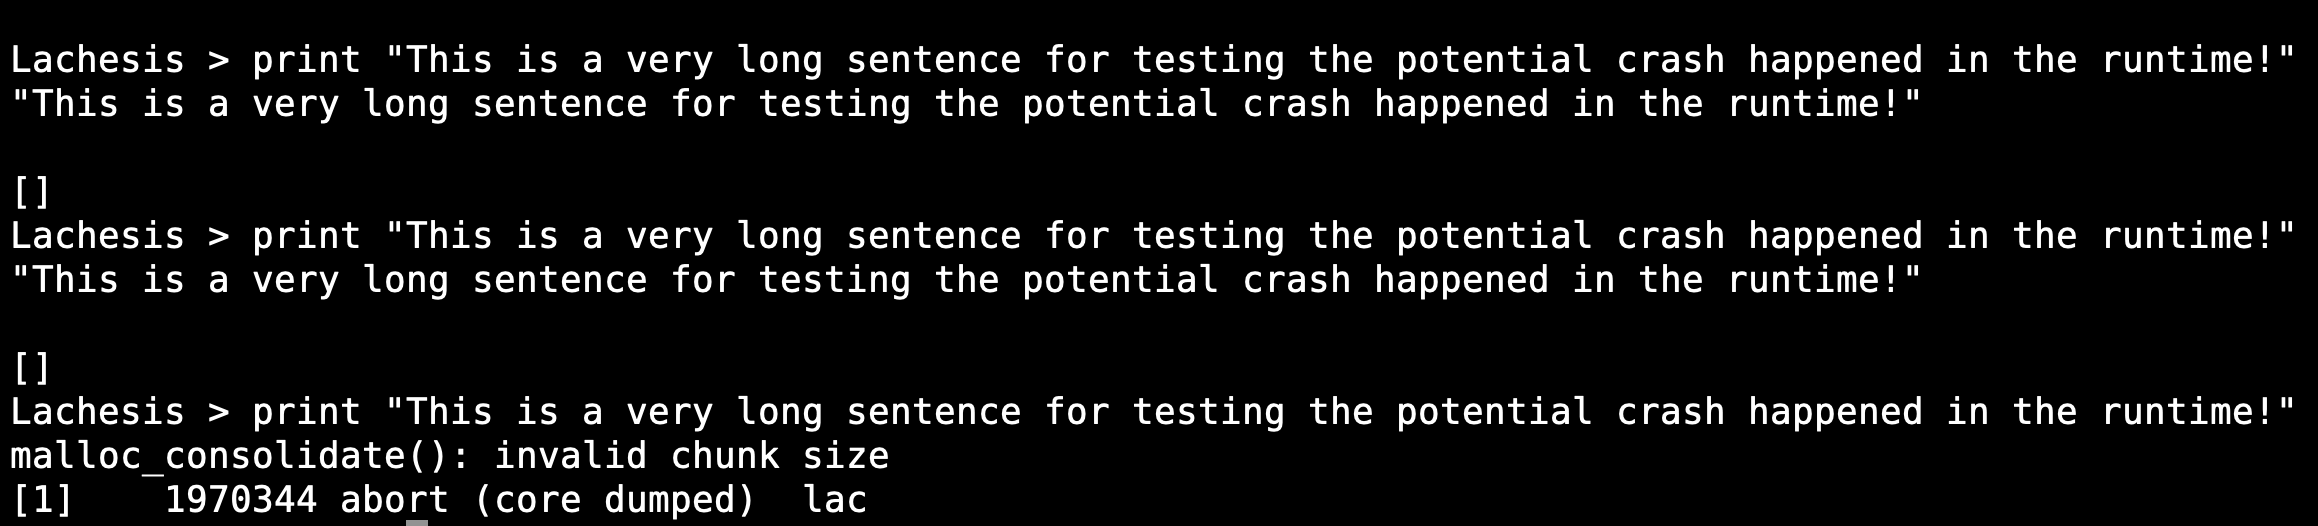 Lachesis > print "This is a very long sentence for testing the potential crash happened in the runtime!"
"This is a very long sentence for testing the potential crash happened in the runtime!"
[]
Lachesis > print "This is a very long sentence for testing the potential crash happened in the runtime!"
"This is a very long sentence for testing the potential crash happened in the runtime!"
[]
Lachesis > print "This is a very long sentence for testing the potential crash happened in the runtime!"
malloc_consolidate(): invalid chunk size
[1]    1970344 abort (core dumped)  lac